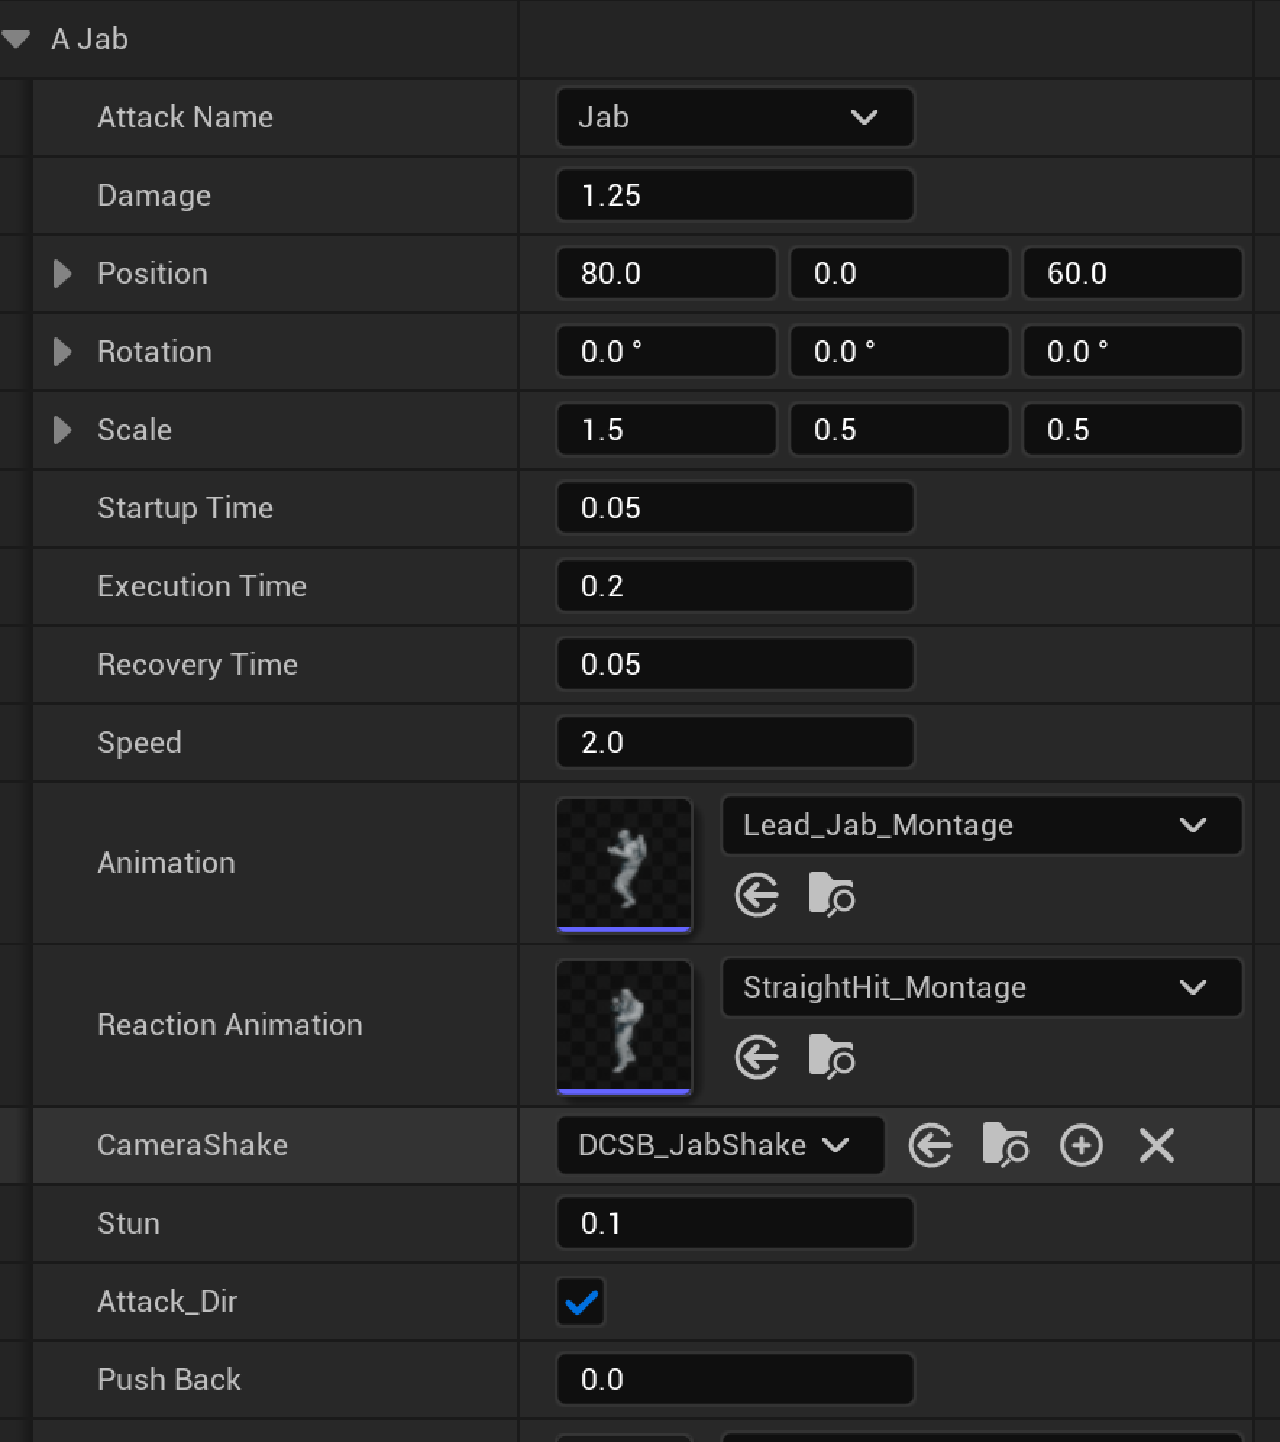 A Jab
Attack Name Jab
Damage 1.25
Position 80.0 0.0 60.0
Rotation 0.0 ° 0.0 ° 0.0 °
Scale 1.5 0.5 0.5
Startup Time 0.05
Execution Time 0.2
Recovery Time 0.05
Speed 2.0
Animation Lead_Jab_Montage
Reaction Animation StraightHit_Montage
CameraShake DCSB_JabShake
Stun 0.1
Attack_Dir
Push Back 0.0